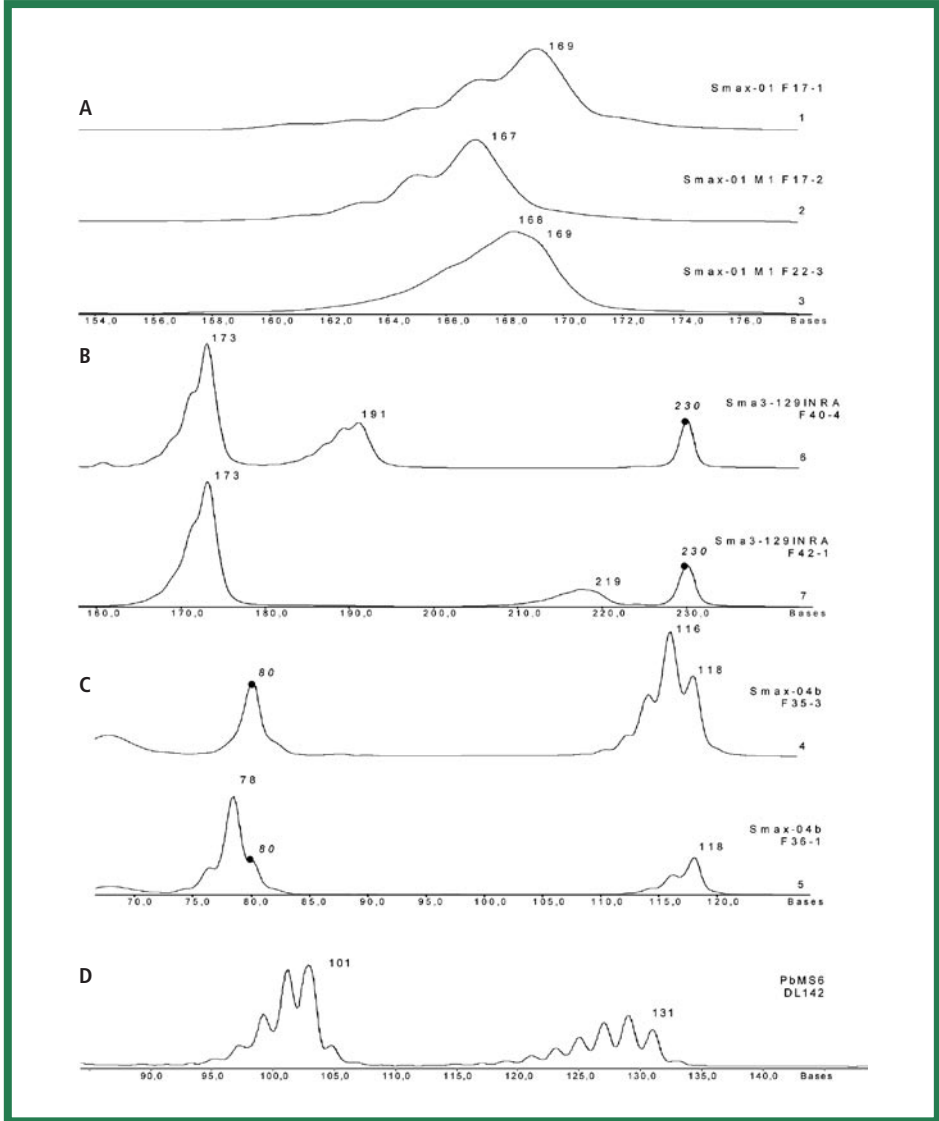 A
169
Smax-01 F17-1
1
167
Smax-01 M1 F17-2
2
168
169
Smax-01 M1 F22-3
3
154,0 156,0 158,0 160,0 162,0 164,0 166,0 168,0 170,0 172,0 174,0 176,0 Bases
B
173
191
230
Sma3-129INRA
F40-4
6
173
219
230
Sma3-129INRA
F42-1
7
160,0 170,0 180,0 190,0 200,0 210,0 220,0 230,0 Bases
C
80
116
118
Smax-04b
F35-3
4
78
80
118
Smax-04b
F36-1
5
70,0 75,0 80,0 85,0 90,0 95,0 100,0 105,0 110,0 115,0 120,0 Bases
D
101
131
PbMS6
DL142
90,0 95,0 100,0 105,0 110,0 115,0 120,0 125,0 130,0 135,0 140,0 Bases